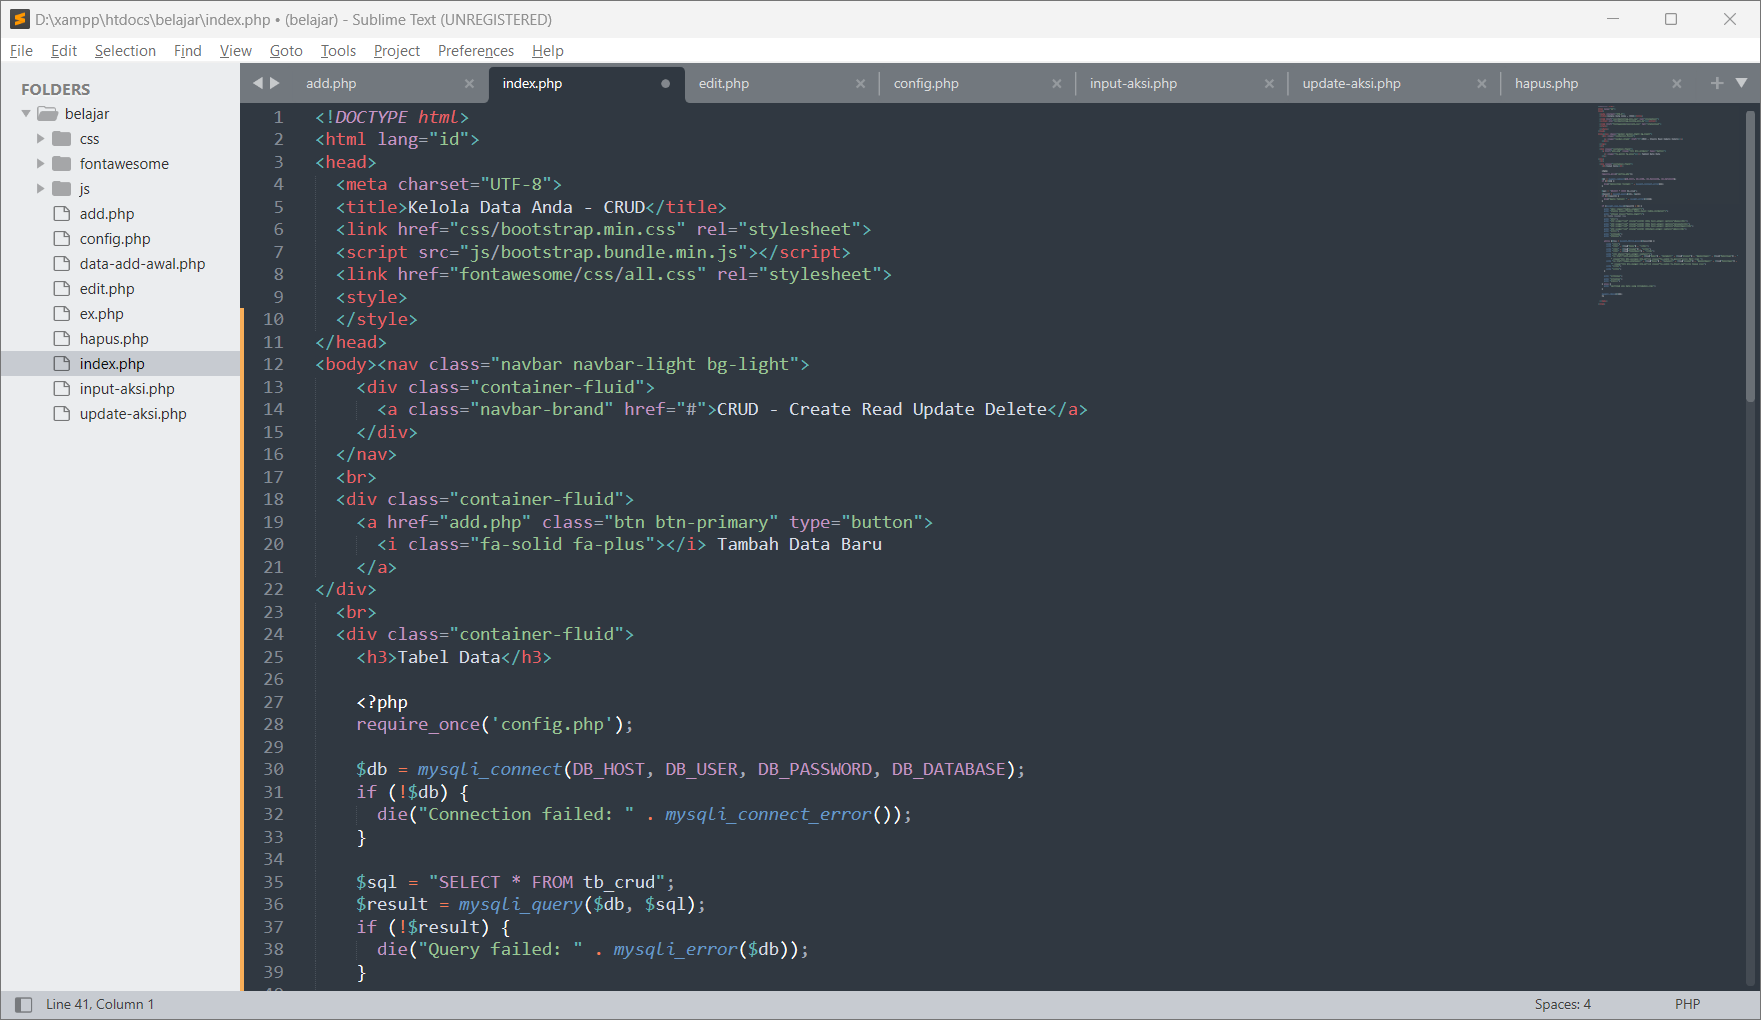 D:\xampp\htdocs\belajar\index.php • (belajar) - Sublime Text (UNREGISTERED)
File Edit Selection Find View Goto Tools Project Preferences Help
FOLDERS
belajar
css
fontawesome
js
add.php
config.php
data-add-awal.php
edit.php
ex.php
hapus.php
index.php
input-aksi.php
update-aksi.php
add.php index.php edit.php config.php input-aksi.php update-aksi.php hapus.php
1 <!DOCTYPE html>
2 <html lang="id">
3 <head>
4   <meta charset="UTF-8">
5   <title>Kelola Data Anda - CRUD</title>
6   <link href="css/bootstrap.min.css" rel="stylesheet">
7   <script src="js/bootstrap.bundle.min.js"></script>
8   <link href="fontawesome/css/all.css" rel="stylesheet">
9   <style>
10   </style>
11 </head>
12 <body><nav class="navbar navbar-light bg-light">
13     <div class="container-fluid">
14       <a class="navbar-brand" href="#">CRUD - Create Read Update Delete</a>
15     </div>
16   </nav>
17   <br>
18   <div class="container-fluid">
19     <a href="add.php" class="btn btn-primary" type="button">
20       <i class="fa-solid fa-plus"></i> Tambah Data Baru
21     </a>
22 </div>
23   <br>
24   <div class="container-fluid">
25     <h3>Tabel Data</h3>
26
27     <?php
28     require_once('config.php');
29
30     $db = mysqli_connect(DB_HOST, DB_USER, DB_PASSWORD, DB_DATABASE);
31     if (!$db) {
32       die("Connection failed: " . mysqli_connect_error());
33     }
34
35     $sql = "SELECT * FROM tb_crud";
36     $result = mysqli_query($db, $sql);
37     if (!$result) {
38       die("Query failed: " . mysqli_error($db));
39     }
Line 41, Column 1
Spaces: 4
PHP